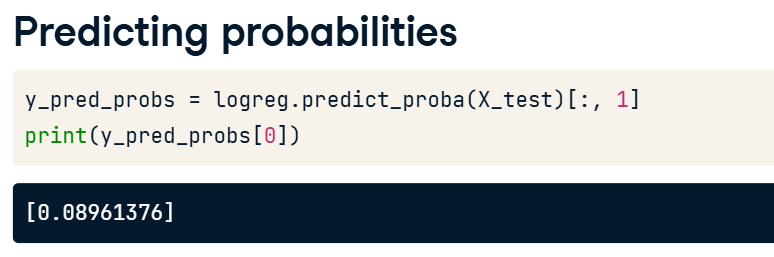 Predicting probabilities
y_pred_probs = logreg.predict_proba(X_test)[:, 1]
print(y_pred_probs[0])
[0.08961376]